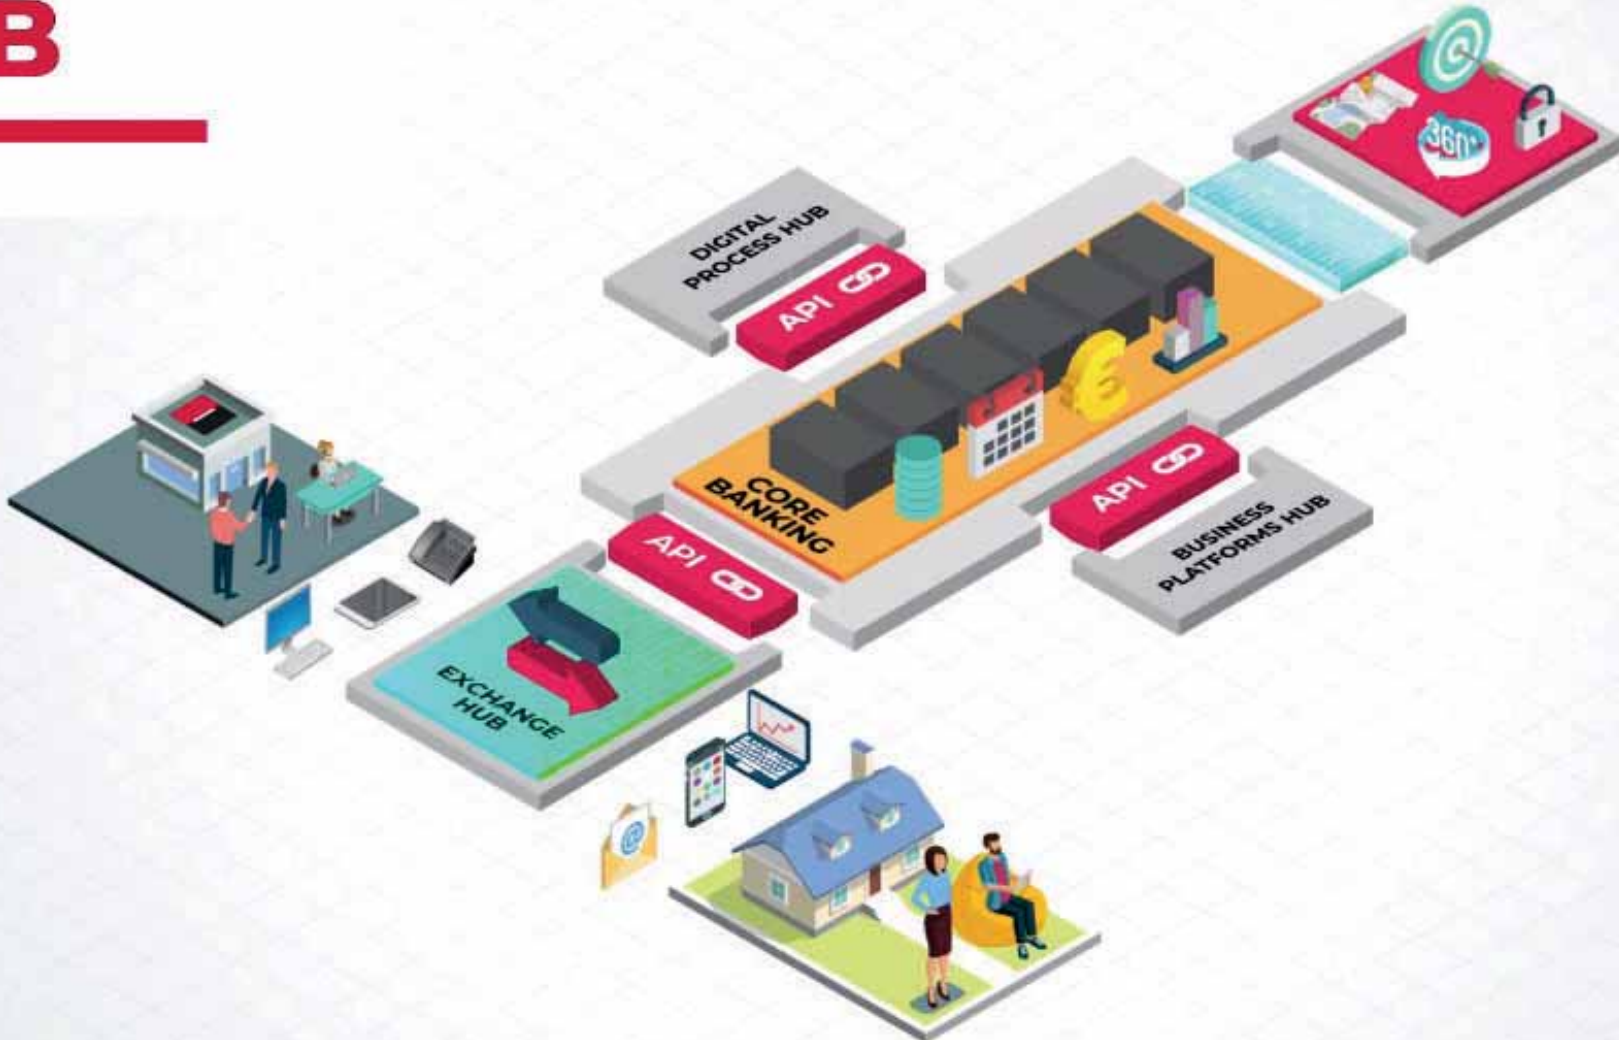 B
360°
DIGITAL
PROCESS HUB
API
CORE
BANKING
API
BUSINESS
PLATFORMS HUB
API
EXCHANGE
HUB
@